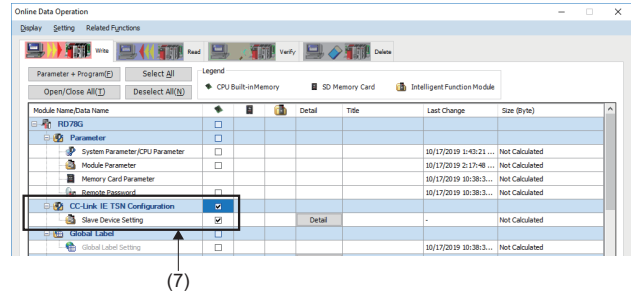 Online Data Operation
Display Setting Related Functions
Write Read Verify Delete
Parameter + Program(F) Select All Legend
CPU Built-in Memory SD Memory Card Intelligent Function Module
Open/Close All(T) Deselect All(N)
Module Name/Data Name Detail Title Last Change Size (Byte)
RD78G
Parameter
System Parameter/CPU Parameter 10/17/2019 1:43:21 ... Not Calculated
Module Parameter 10/17/2019 2:17:48 ... Not Calculated
Memory Card Parameter 10/17/2019 10:38:3... Not Calculated
Remote Password 10/17/2019 10:38:3... Not Calculated
CC-Link IE TSN Configuration
Slave Device Setting Detail - Not Calculated
Global Label
Global Label Setting 10/17/2019 10:38:3... Not Calculated
(7)